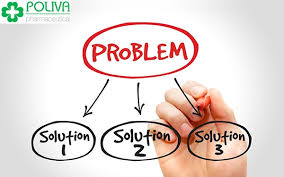 POLIVA
pharmaceutical
PROBLEM
Solution
1
Solution
2
Solution
3